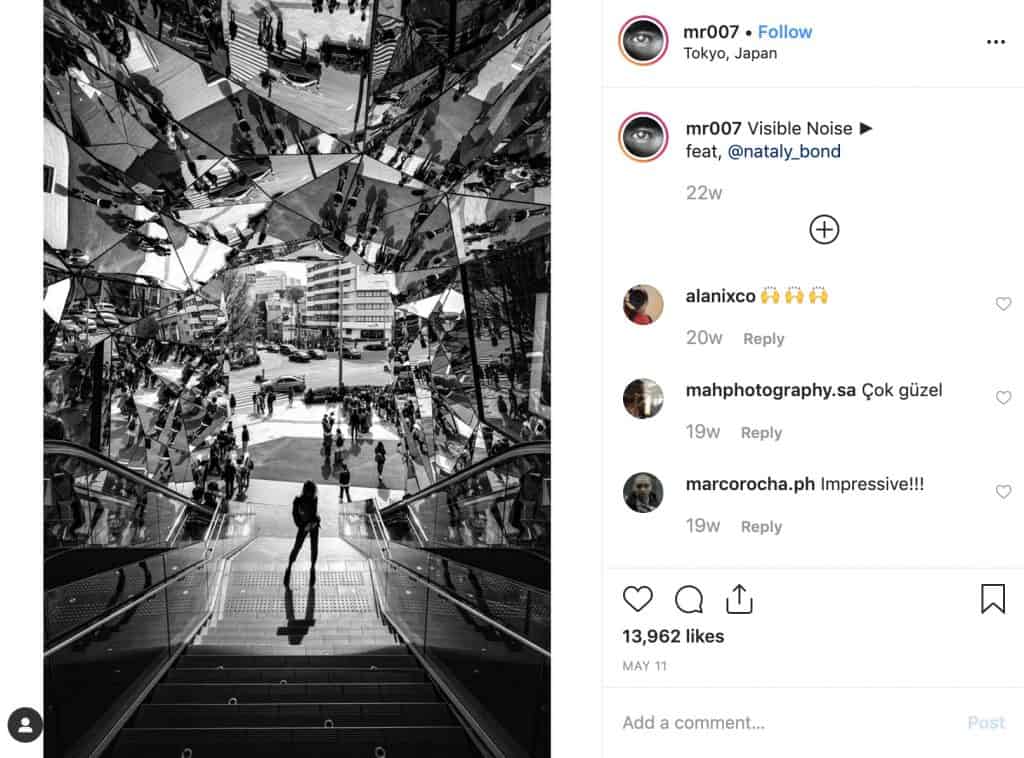 mr007 • Follow
Tokyo, Japan
mr007 Visible Noise ▶
feat, @nataly_bond
22w
alanixco 🙌 🙌 🙌
20w Reply
mahphotography.sa Çok güzel
19w Reply
marcorocha.ph Impressive!!!
19w Reply
13,962 likes
MAY 11
Add a comment... Post